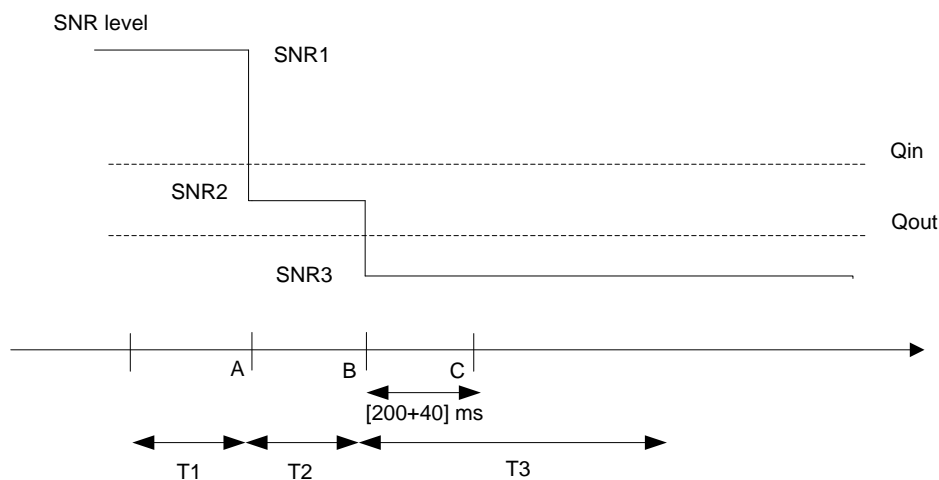 SNR level
SNR1
Qin
SNR2
Qout
SNR3
A
B
C
[200+40] ms
T1
T2
T3